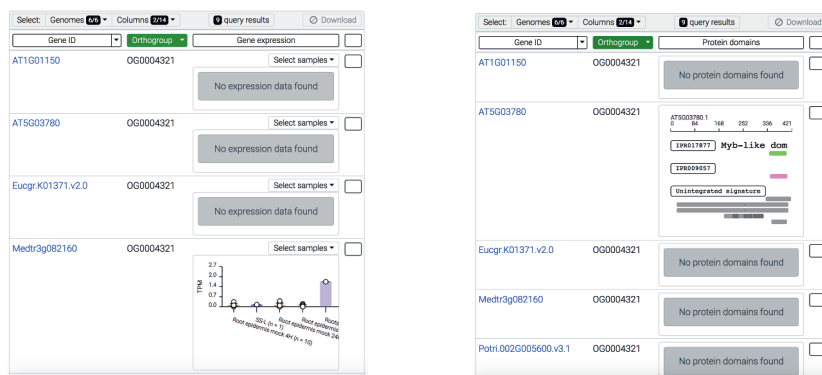 Select: Genomes 6/6 Columns 2/14 9 query results Download
Gene ID Orthogroup Gene expression
AT1G01150 OG0004321 Select samples
No expression data found
AT5G03780 OG0004321 Select samples
No expression data found
Eucgr.K01371.v2.0 OG0004321 Select samples
No expression data found
Medtr3g082160 OG0004321 Select samples
2.7
2.0
1.4
0.7
0.0
TPM
Root epidermis mock 4H (n = 10)
SS-L (n = 1)
Root epidermis
Root epidermis mock 24
Roots
Select: Genomes 6/6 Columns 2/14 9 query results Download
Gene ID Orthogroup Protein domains
AT1G01150 OG0004321
No protein domains found
AT5G03780 OG0004321
AT5G03780.1
0 84 168 252 336 421
IPR017877 Myb-like dom
IPR009057
Unintegrated signature
Eucgr.K01371.v2.0 OG0004321
No protein domains found
Medtr3g082160 OG0004321
No protein domains found
Potri.002G005600.v3.1 OG0004321
No protein domains found